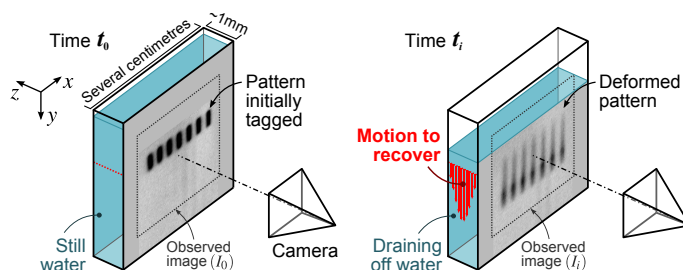 Time t₀
Several centimetres
~1mm
x
z
y
Pattern
initially
tagged
Still
water
Observed
image (I₀)
Camera
Time tᵢ
Deformed
pattern
Motion to
recover
Draining
off water
Observed
image (Iᵢ)